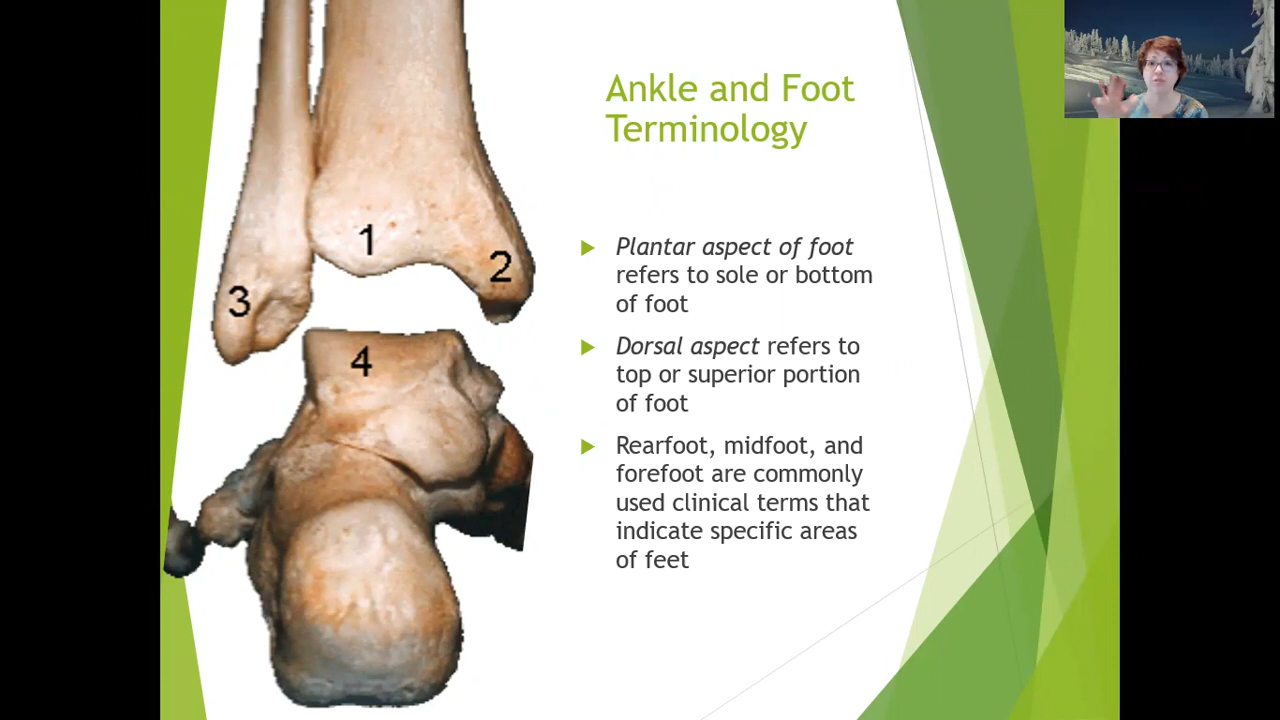 Ankle and Foot
Terminology
Plantar aspect of foot
refers to sole or bottom
of foot
Dorsal aspect refers to
top or superior portion
of foot
Rearfoot, midfoot, and
forefoot are commonly
used clinical terms that
indicate specific areas
of feet
1
2
3
4